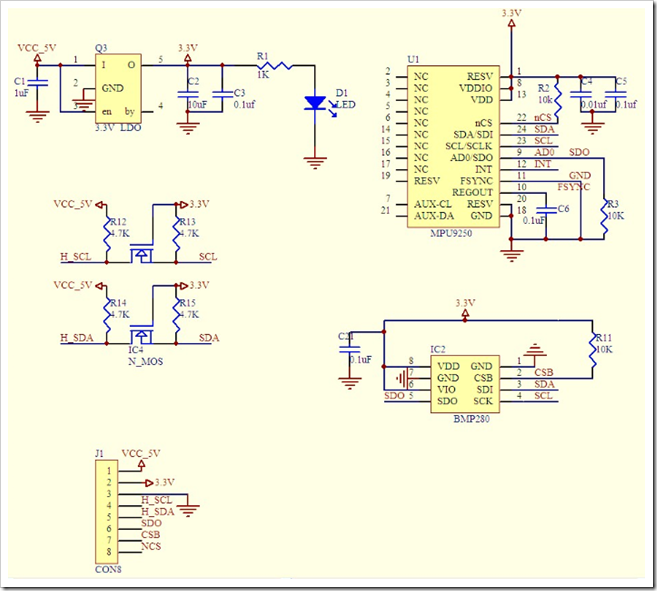 VCC_5V
Q3
3.3V
C1
1uF
1
I
O
5
2
GND
3
en
by
4
3.3V LDO
C2
10uF
C3
0.1uf
R1
1K
D1
LED
3.3V
U1
2
NC
RESV
1
3
NC
VDDIO
8
4
NC
VDD
13
5
NC
6
NC
nCS
22
nCS
14
NC
SDA/SDI
24
SDA
15
NC
SCL/SCLK
23
SCL
16
NC
AD0/SDO
9
AD0
SDO
17
NC
INT
12
INT
19
RESV
FSYNC
11
GND
FSYNC
REGOUT
10
7
AUX-CL
RESV
20
21
AUX-DA
GND
18
MPU9250
R2
10k
C4
0.01uf
C5
0.1uf
C6
0.1uF
R3
10K
VCC_5V
3.3V
R12
4.7K
R13
4.7K
H_SCL
SCL
VCC_5V
3.3V
R14
4.7K
R15
4.7K
H_SDA
SDA
IC4
N_MOS
3.3V
C21
0.1uF
IC2
R11
10K
8
VDD
GND
1
7
GND
CSB
2
CSB
6
VIO
SDI
3
SDA
SDO
5
SDO
SCK
4
SCL
BMP280
J1
VCC_5V
1
2
3.3V
3
4
H_SCL
5
H_SDA
6
SDO
7
CSB
8
NCS
CON8